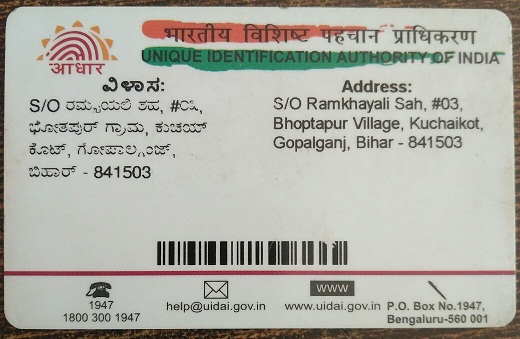 भारतीय विशिष्ट पहचान प्राधिकरण
UNIQUE IDENTIFICATION AUTHORITY OF INDIA
आधार
ವಿಳಾಸ:
S/O ರಮ್ಖಯಲಿ ಶಹ, #೦೩,
ಭೋತಪುರ್ ಗ್ರಾಮ, ಕುಚಯ್
ಕೋಟ್, ಗೋಪಾಲ್ಗಂಜ್,
ಬಿಹಾರ್ - 841503
Address:
S/O Ramkhayali Sah, #03,
Bhoptapur Village, Kuchaikot,
Gopalganj, Bihar - 841503
1947
1800 300 1947
help@uidai.gov.in
WWW
www.uidai.gov.in
P.O. Box No.1947,
Bengaluru-560 001